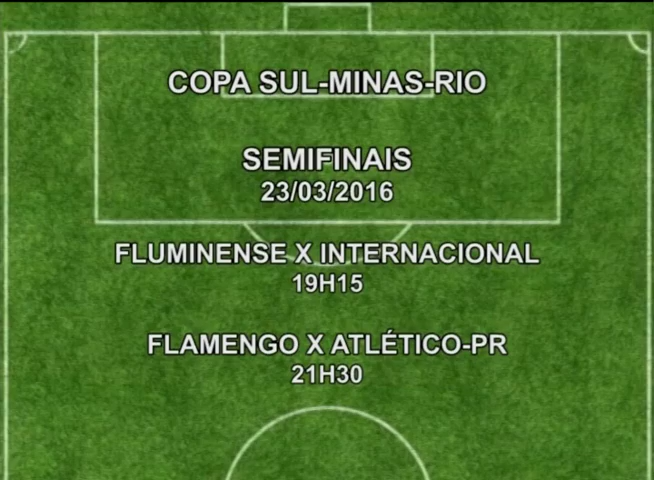 COPA SUL-MINAS-RIO
SEMIFINAIS
23/03/2016
FLUMINENSE X INTERNACIONAL
19H15
FLAMENGO X ATLÉTICO-PR
21H30